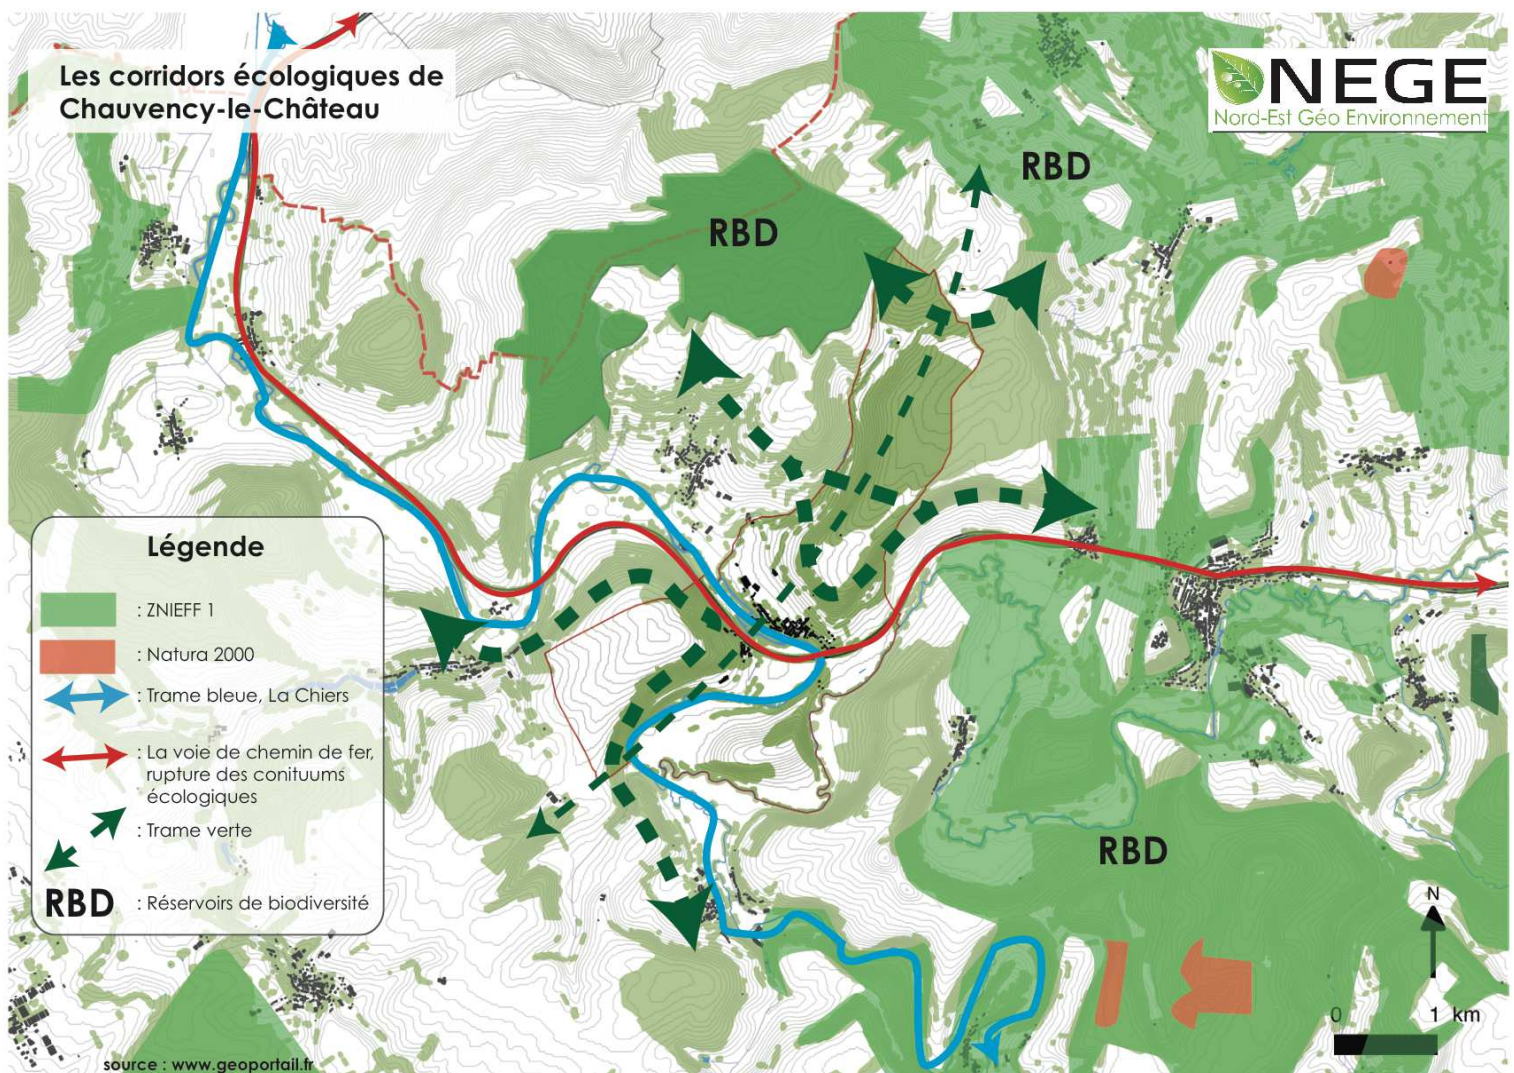 Les corridors écologiques de
Chauvency-le-Château
NEGE
Nord-Est Géo Environnement
RBD
RBD
Légende
: ZNIEFF 1
: Natura 2000
: Trame bleue, La Chiers
: La voie de chemin de fer,
rupture des conituums
écologiques
: Trame verte
RBD : Réservoirs de biodiversité
RBD
N
0 1 km
source : www.geoportail.fr